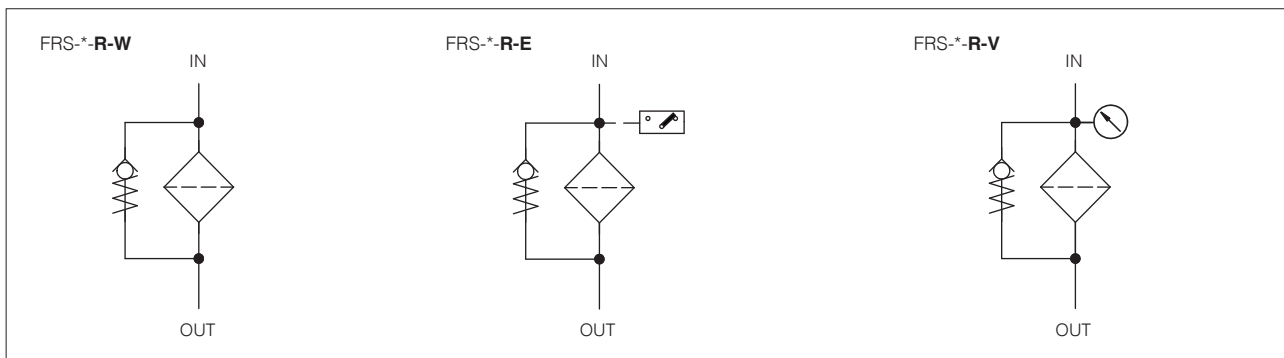 FRS-*-R-W
FRS-*-R-E
FRS-*-R-V
IN
IN
IN
OUT
OUT
OUT